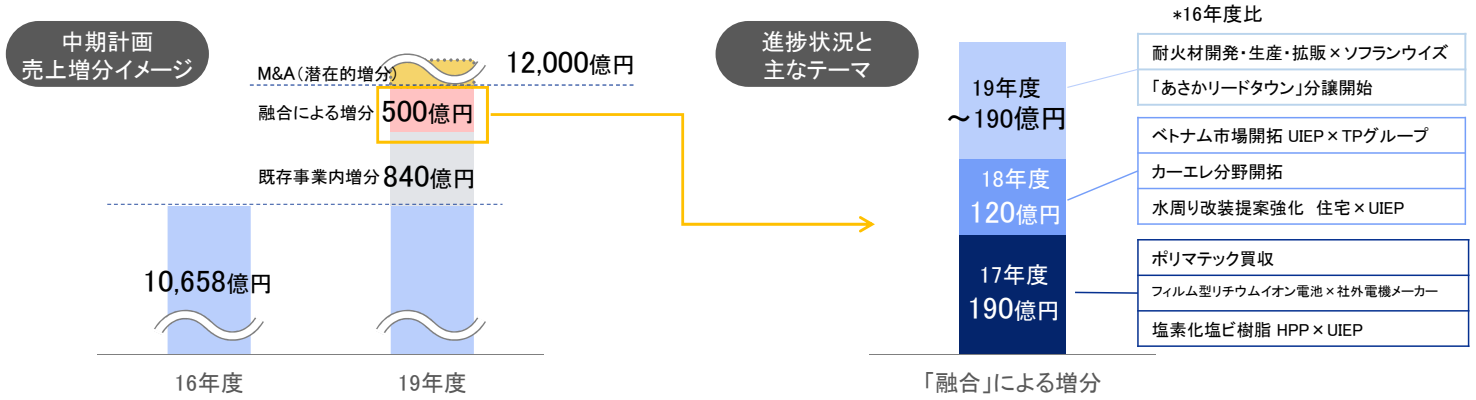 中期計画
売上増分イメージ
M&A(潜在的増分)
12,000億円
融合による増分 500億円
既存事業内増分 840億円
10,658億円
16年度
19年度
進捗状況と
主なテーマ
*16年度比
19年度
～190億円
18年度
120億円
17年度
190億円
「融合」による増分
耐火材開発・生産・拡販×ソフランウイズ
「あさかリードタウン」分譲開始
ベトナム市場開拓 UIEP×TPグループ
カーエレ分野開拓
水周り改装提案強化 住宅×UIEP
ポリマテック買収
フィルム型リチウムイオン電池×社外電機メーカー
塩素化塩ビ樹脂 HPP×UIEP